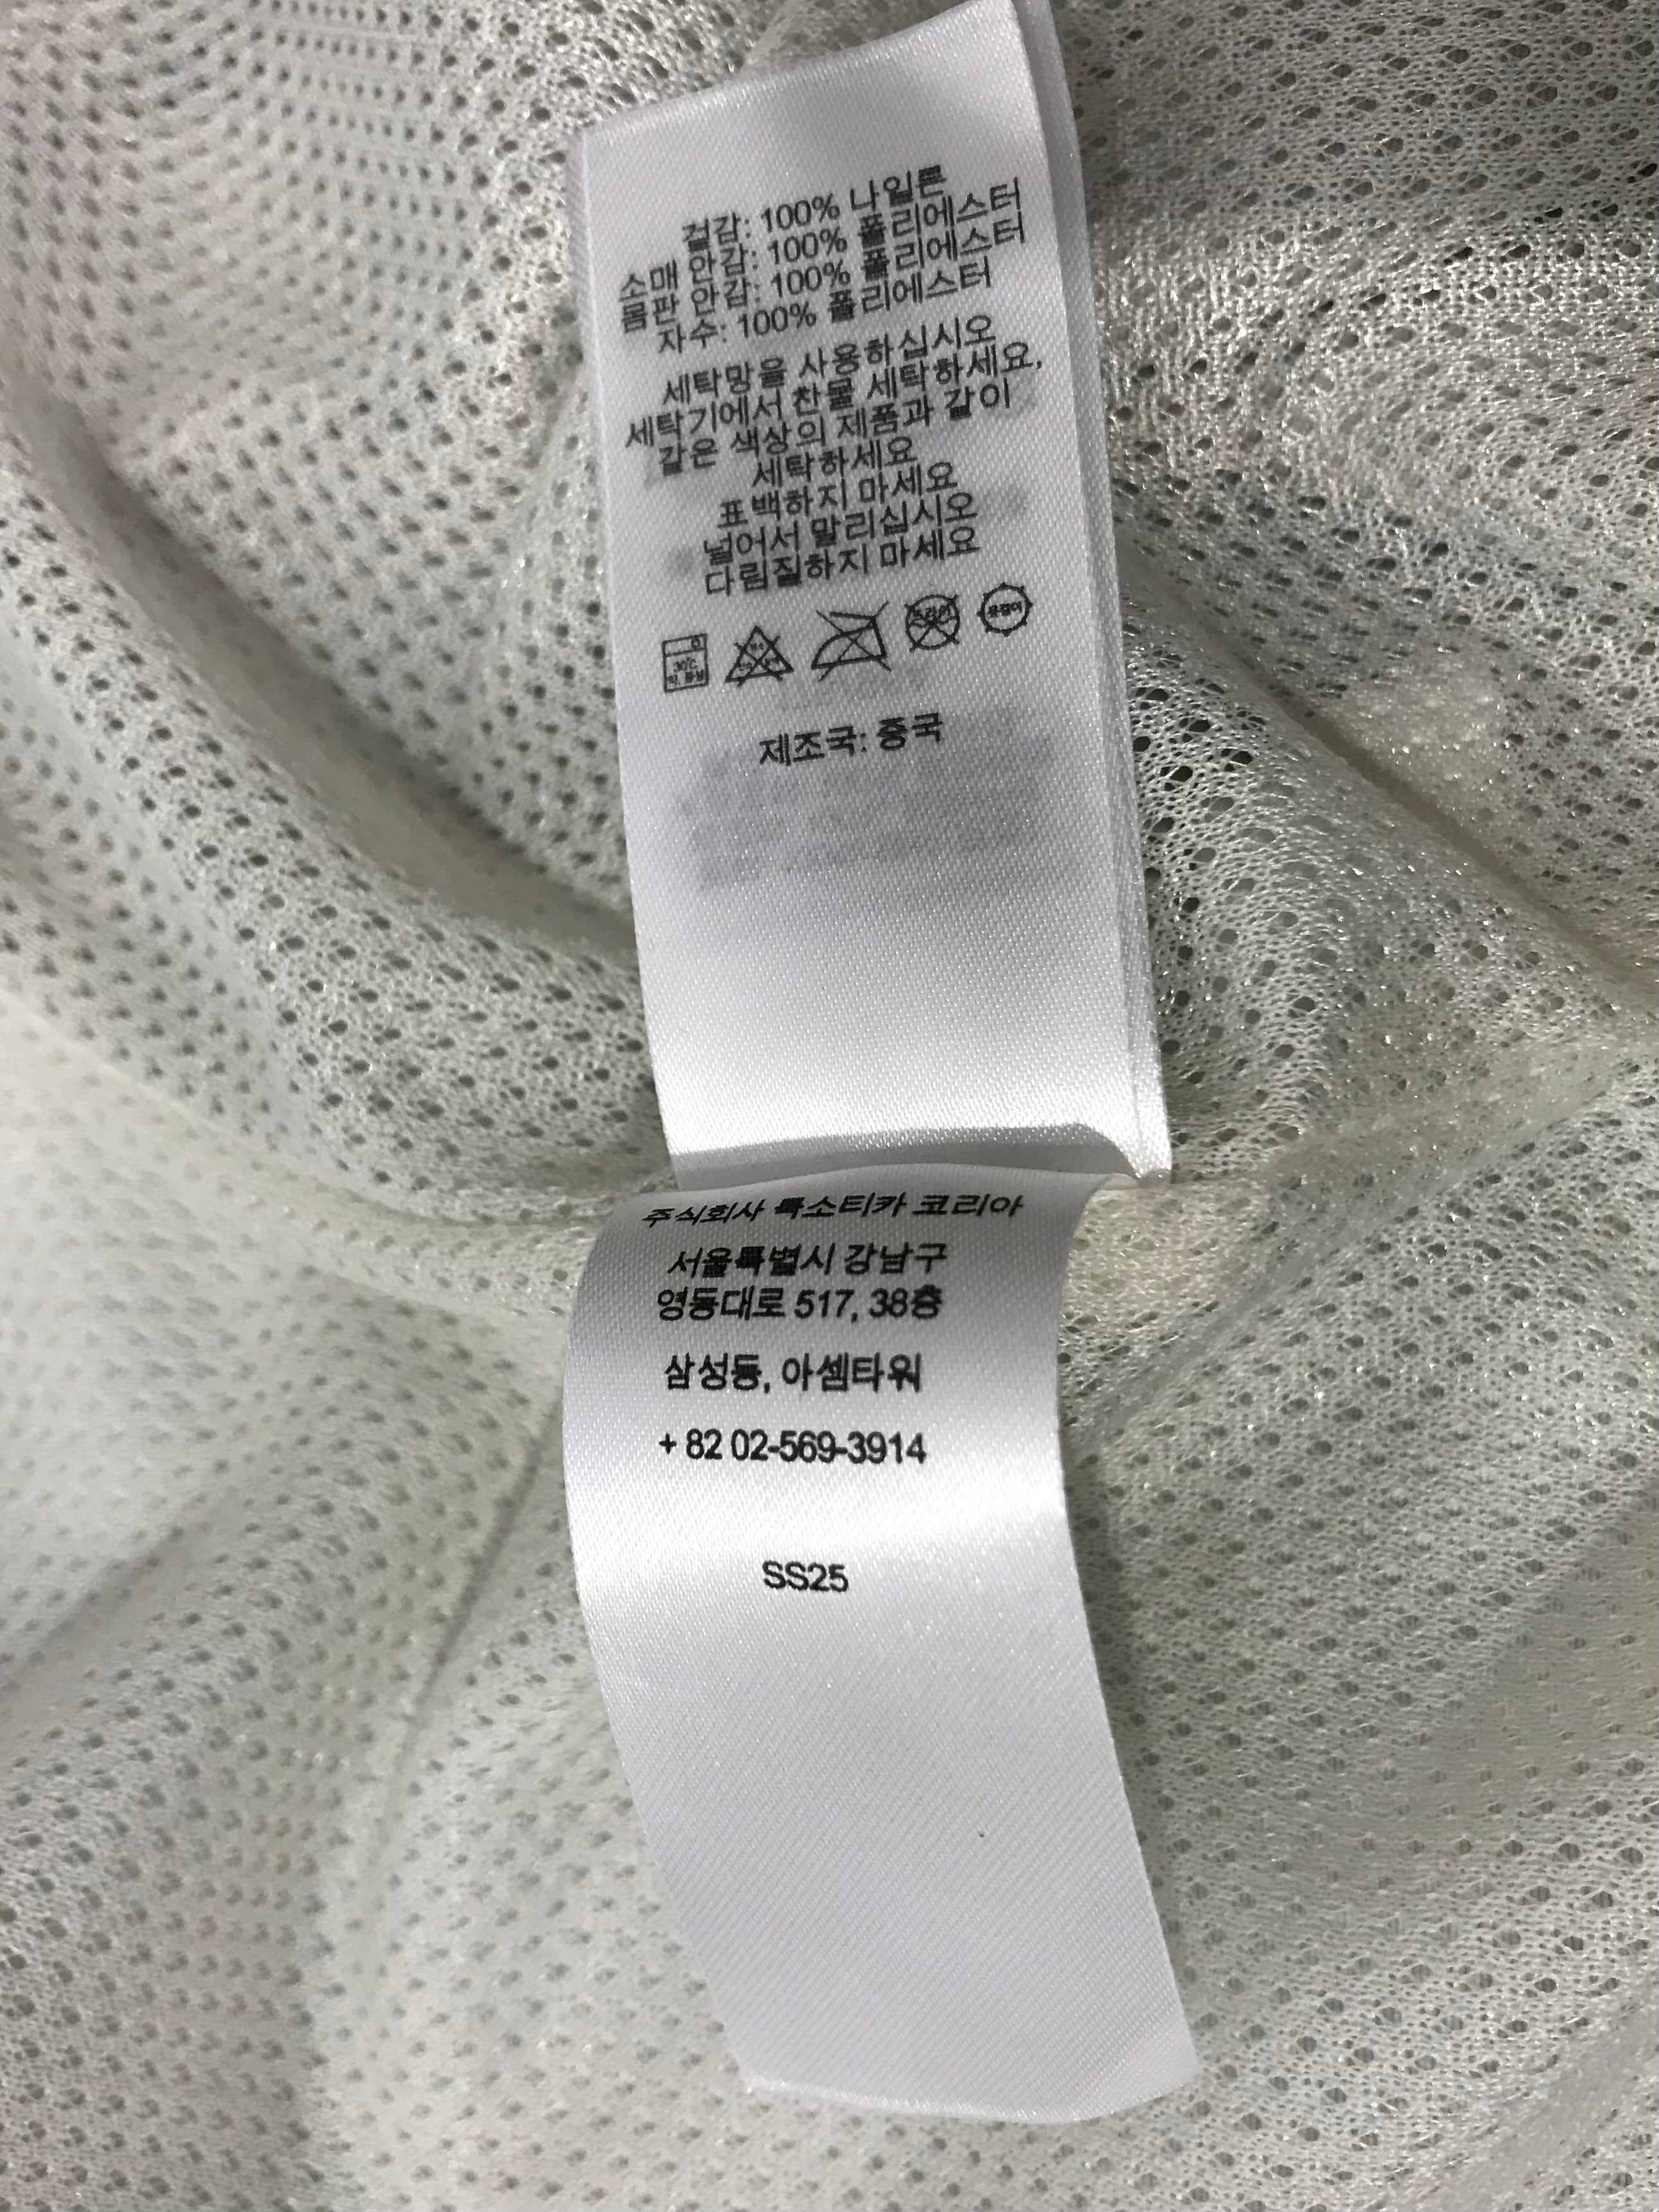 겉감: 100% 나일론
소매 안감: 100% 폴리에스터
몸판 안감: 100% 폴리에스터
자수: 100% 폴리에스터
세탁망을 사용하십시오
세탁기에서 찬물 세탁하세요,
같은 색상의 제품과 같이
세탁하세요
표백하지 마세요
널어서 말리십시오
다림질하지 마세요
30℃
드라이
옷걸이
제조국: 중국
주식회사 룩소티카 코리아
서울특별시 강남구
영동대로 517, 38층
삼성동, 아셈타워
+ 82 02-569-3914
SS25